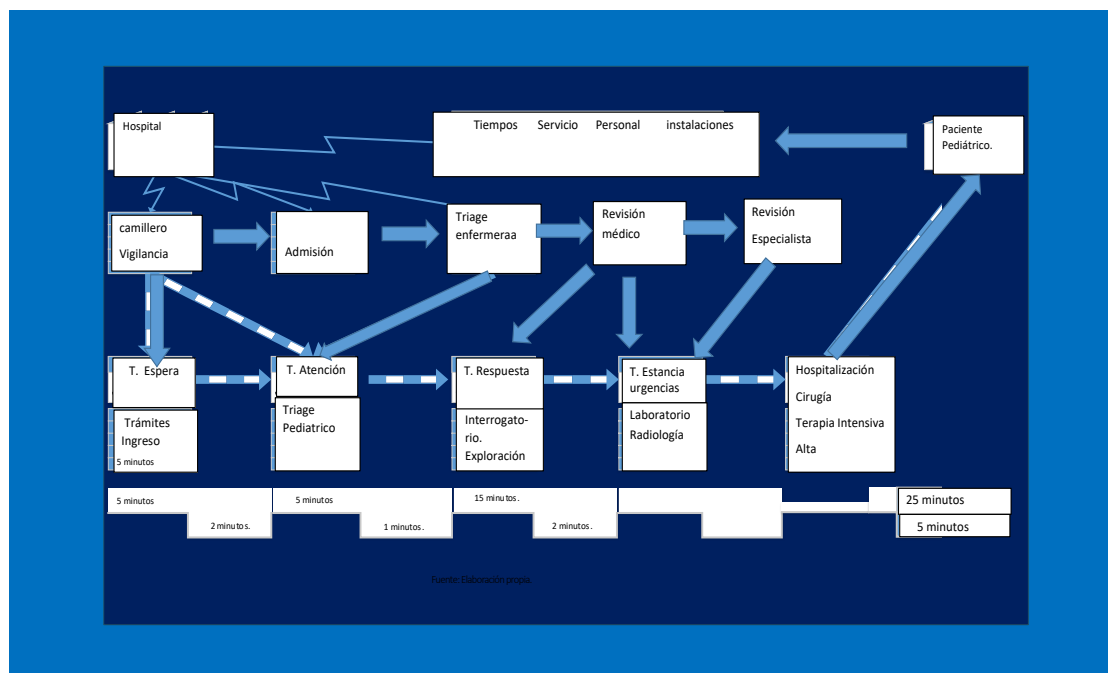 Hospital
Tiempos Servicio Personal instalaciones
Paciente
Pediátrico.
camillero
Vigilancia
Admisión
Triage
enfermeraa
Revisión
médico
Revisión
Especialista
T. Espera
T. Atención
T. Respuesta
T. Estancia
urgencias
Hospitalización
Cirugía
Terapia Intensiva
Alta
Trámites
Ingreso
5 minutos
Triage
Pediatrico
Interrogato-
rio.
Exploración
Laboratorio
Radiología
5 minutos
5 minutos
15 minutos.
25 minutos
2 minutos.
1 minutos.
2 minutos.
5 minutos
Fuente: Elaboración propia.